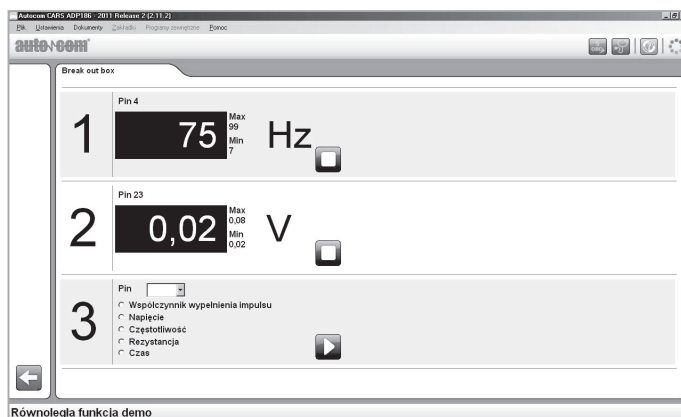 Autocom CARS ADP186 - 2011 Release 2 (2.11.2)
Plik Ustawienia Dokumenty Zakładki Programy zewnętrzne Pomoc
autocom
Break out box
1
Pin 4
75
Max
99
Min
7
Hz
2
Pin 23
0,02
Max
0,08
Min
0,02
V
3
Pin
Współczynnik wypełnienia impulsu
Napięcie
Częstotliwość
Rezystancja
Czas
Równoległa funkcja demo